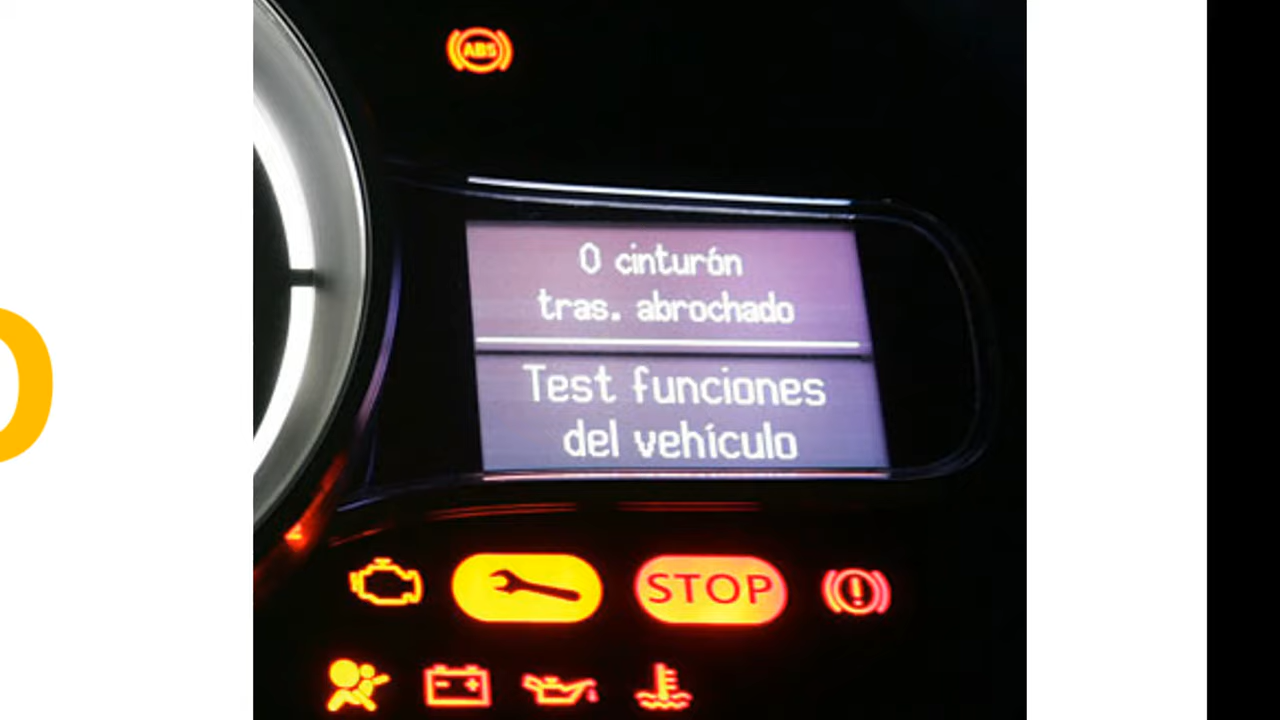 ABS
0 cinturón
tras. abrochado
Test funciones
del vehículo
STOP